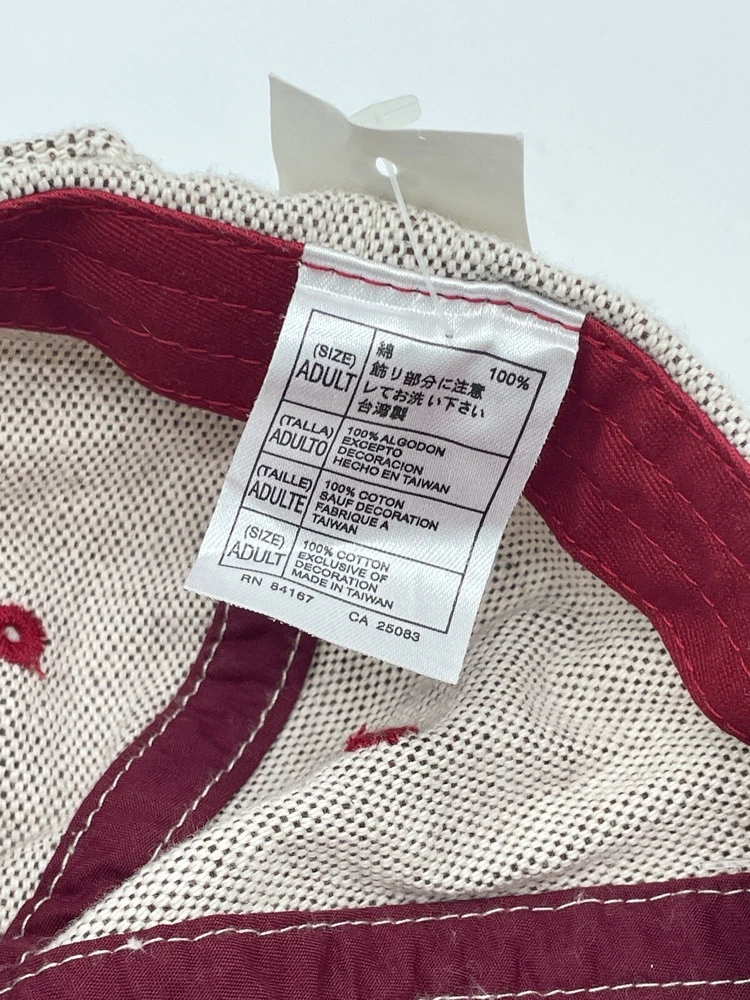 (SIZE)
ADULT
綿 100%
飾り部分に注意
レてお洗い下さい
台湾製
(TALLA)
ADULTO
100% ALGODON
EXCEPTO
DECORACION
HECHO EN TAIWAN
(TAILLE)
ADULTE
100% COTON
SAUF DECORATION
FABRIQUE A
TAIWAN
(SIZE)
ADULT
100% COTTON
EXCLUSIVE OF
DECORATION
MADE IN TAIWAN
RN 84167 CA 25083